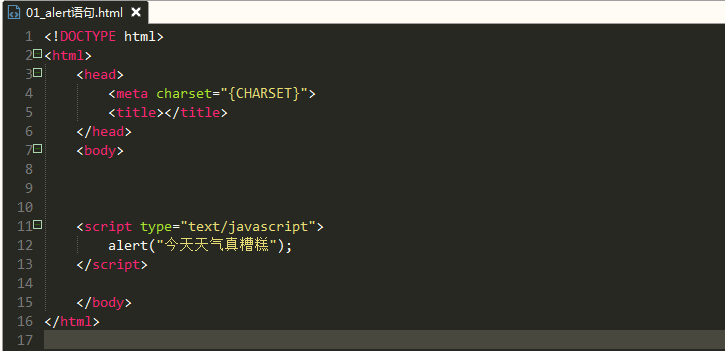 01_alert语句.html
1 <!DOCTYPE html>
2 <html>
3     <head>
4         <meta charset="{CHARSET}">
5         <title></title>
6     </head>
7     <body>
8
9
10
11     <script type="text/javascript">
12         alert("今天天气真糟糕");
13     </script>
14
15     </body>
16 </html>
17